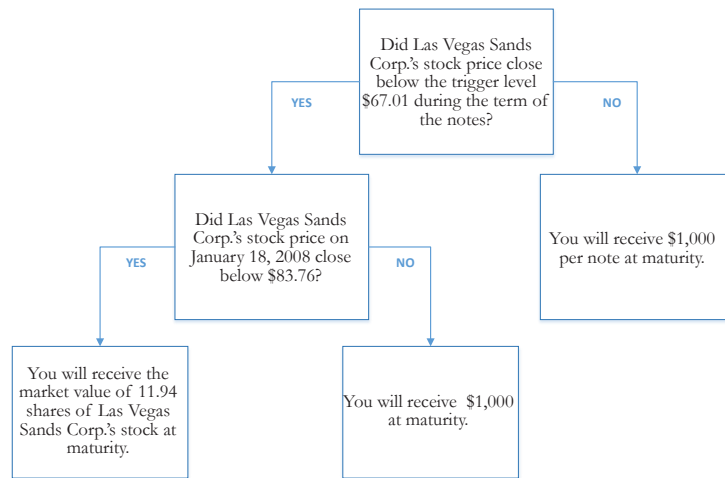 Did Las Vegas Sands
Corp.'s stock price close
below the trigger level
$67.01 during the term of
the notes?
YES
NO
Did Las Vegas Sands
Corp.'s stock price on
January 18, 2008 close
below $83.76?
You will receive $1,000
per note at maturity.
YES
NO
You will receive the
market value of 11.94
shares of Las Vegas
Sands Corp.'s stock at
maturity.
You will receive $1,000
at maturity.